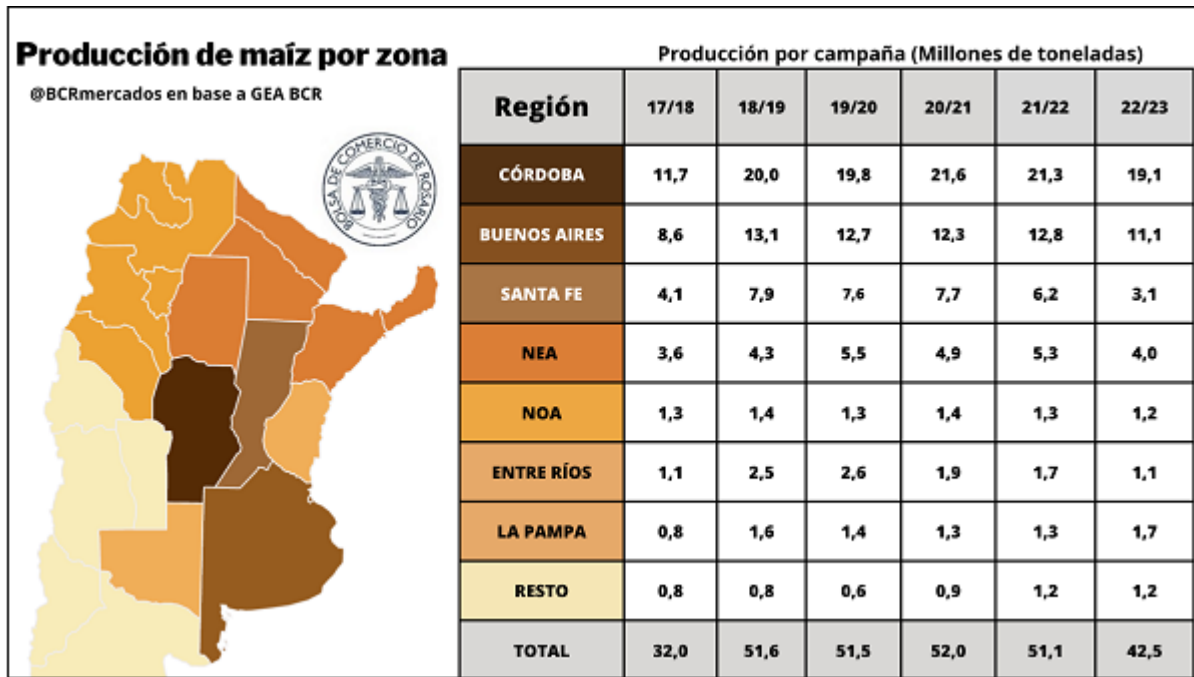 Producción de maíz por zona
@BCRmercados en base a GEA BCR
BOLSA DE COMERCIO DE ROSARIO
Producción por campaña (Millones de toneladas)
Región 17/18 18/19 19/20 20/21 21/22 22/23
CÓRDOBA 11,7 20,0 19,8 21,6 21,3 19,1
BUENOS AIRES 8,6 13,1 12,7 12,3 12,8 11,1
SANTA FE 4,1 7,9 7,6 7,7 6,2 3,1
NEA 3,6 4,3 5,5 4,9 5,3 4,0
NOA 1,3 1,4 1,3 1,4 1,3 1,2
ENTRE RÍOS 1,1 2,5 2,6 1,9 1,7 1,1
LA PAMPA 0,8 1,6 1,4 1,3 1,3 1,7
RESTO 0,8 0,8 0,6 0,9 1,2 1,2
TOTAL 32,0 51,6 51,5 52,0 51,1 42,5